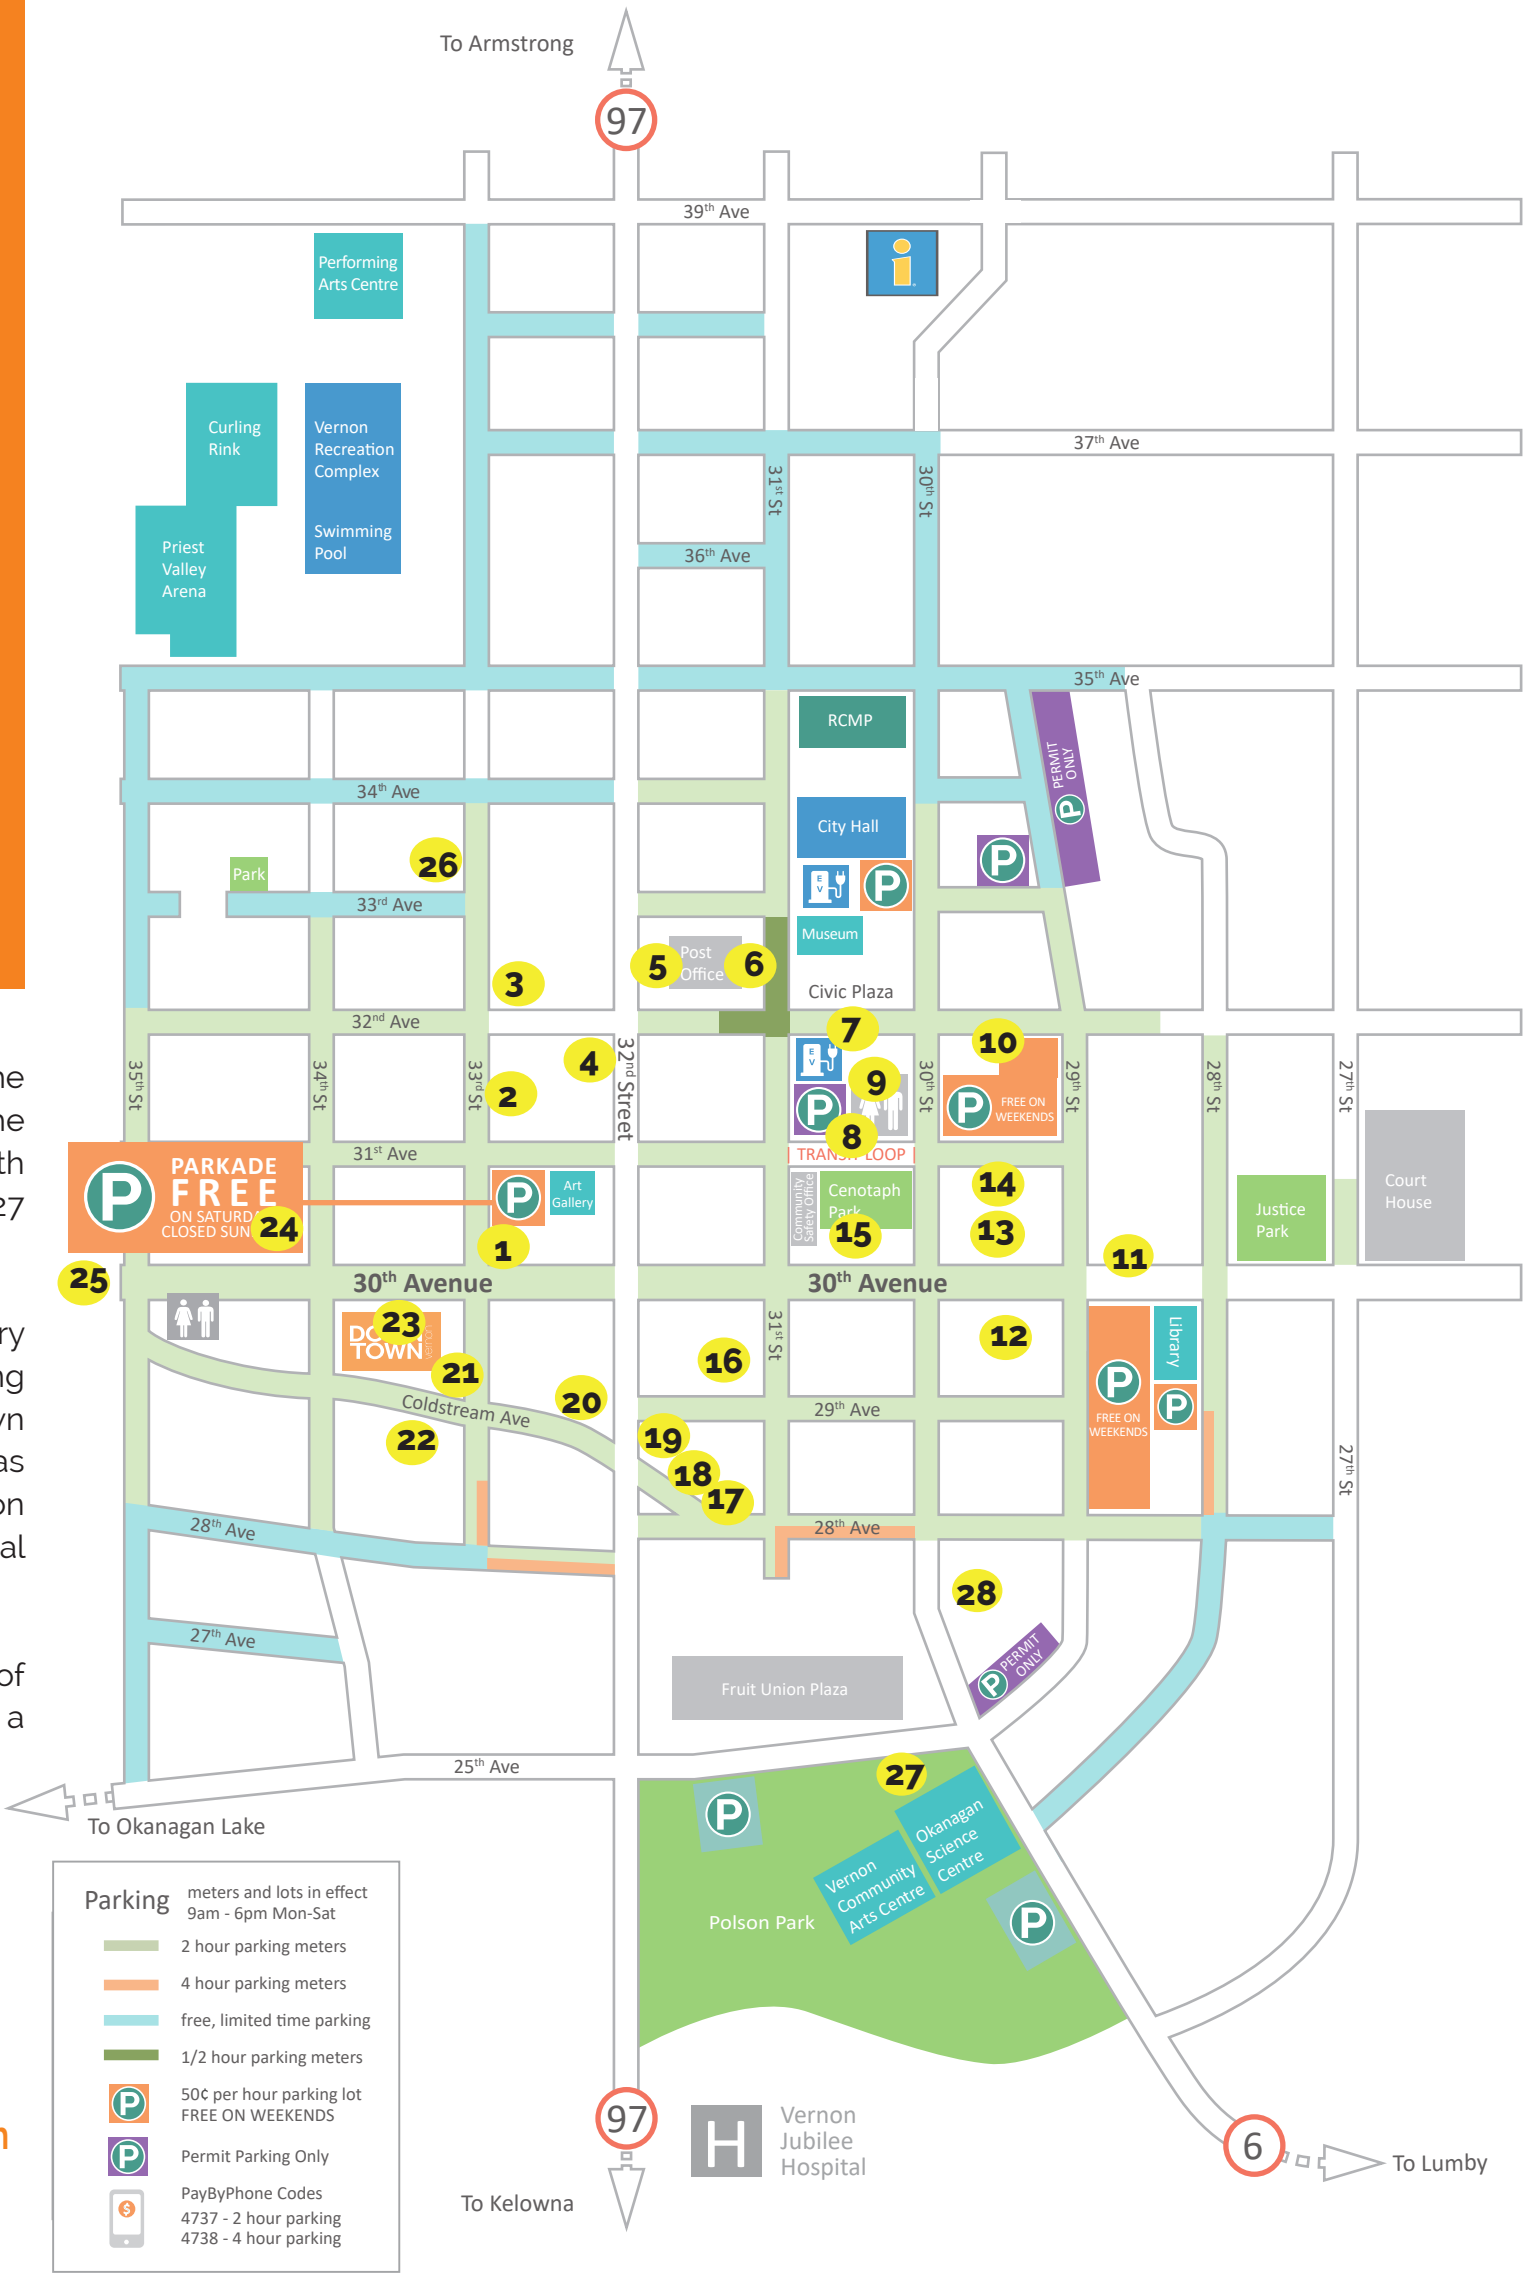 To Armstrong
97
39th Ave
Performing
Arts Centre
i
Curling
Rink
Vernon
Recreation
Complex
Swimming
Pool
37th Ave
31st St
30th St
Priest
Valley
Arena
36th Ave
35th Ave
RCMP
PERMIT
ONLY
P
34th Ave
City Hall
26
Park
P
EV
P
33rd Ave
Museum
5
Post
Office
6
3
Civic Plaza
32nd Ave
7
10
35th St
34th St
33rd St
4
32nd Street
EV
30th St
29th St
28th St
27th St
2
P
9
P
FREE ON
WEEKENDS
8
31st Ave
TRANSIT LOOP
P
PARKADE
FREE
ON SATURDA
CLOSED SUN
24
P
Art
Gallery
Community
Safety Office
Cenotaph
Park
15
14
13
Justice
Park
Court
House
1
11
25
30th Avenue
30th Avenue
23
TOWN
vernon
31st St
12
Library
16
21
P
FREE ON
WEEKENDS
P
20
Coldstream Ave
29th Ave
22
19
18
17
27th St
28th Ave
28th Ave
28
27th Ave
PERMIT
ONLY
P
Fruit Union Plaza
25th Ave
27
To Okanagan Lake
P
Okanagan
Science
Centre
Vernon
Community
Arts Centre
Polson Park
P
Parking
meters and lots in effect
9am - 6pm Mon-Sat
2 hour parking meters
4 hour parking meters
free, limited time parking
1/2 hour parking meters
P
50¢ per hour parking lot
FREE ON WEEKENDS
P
Permit Parking Only
$
PayByPhone Codes
4737 - 2 hour parking
4738 - 4 hour parking
97
H
Vernon
Jubilee
Hospital
To Kelowna
6
To Lumby
of
a